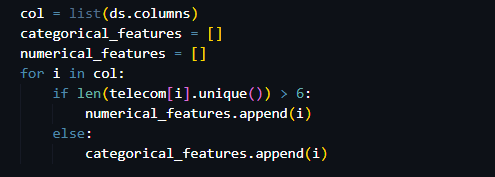 col = list(ds.columns)
categorical_features = []
numerical_features = []
for i in col:
    if len(telecom[i].unique()) > 6:
        numerical_features.append(i)
    else:
        categorical_features.append(i)